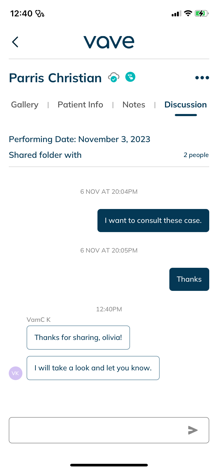 12:40
vave
Parris Christian
Gallery | Patient Info | Notes | Discussion
Performing Date: November 3, 2023
Shared folder with 2 people
6 NOV AT 20:04PM
I want to consult these case.
6 NOV AT 20:05PM
Thanks
12:40PM
VamC K
Thanks for sharing, olivia!
VK
I will take a look and let you know.